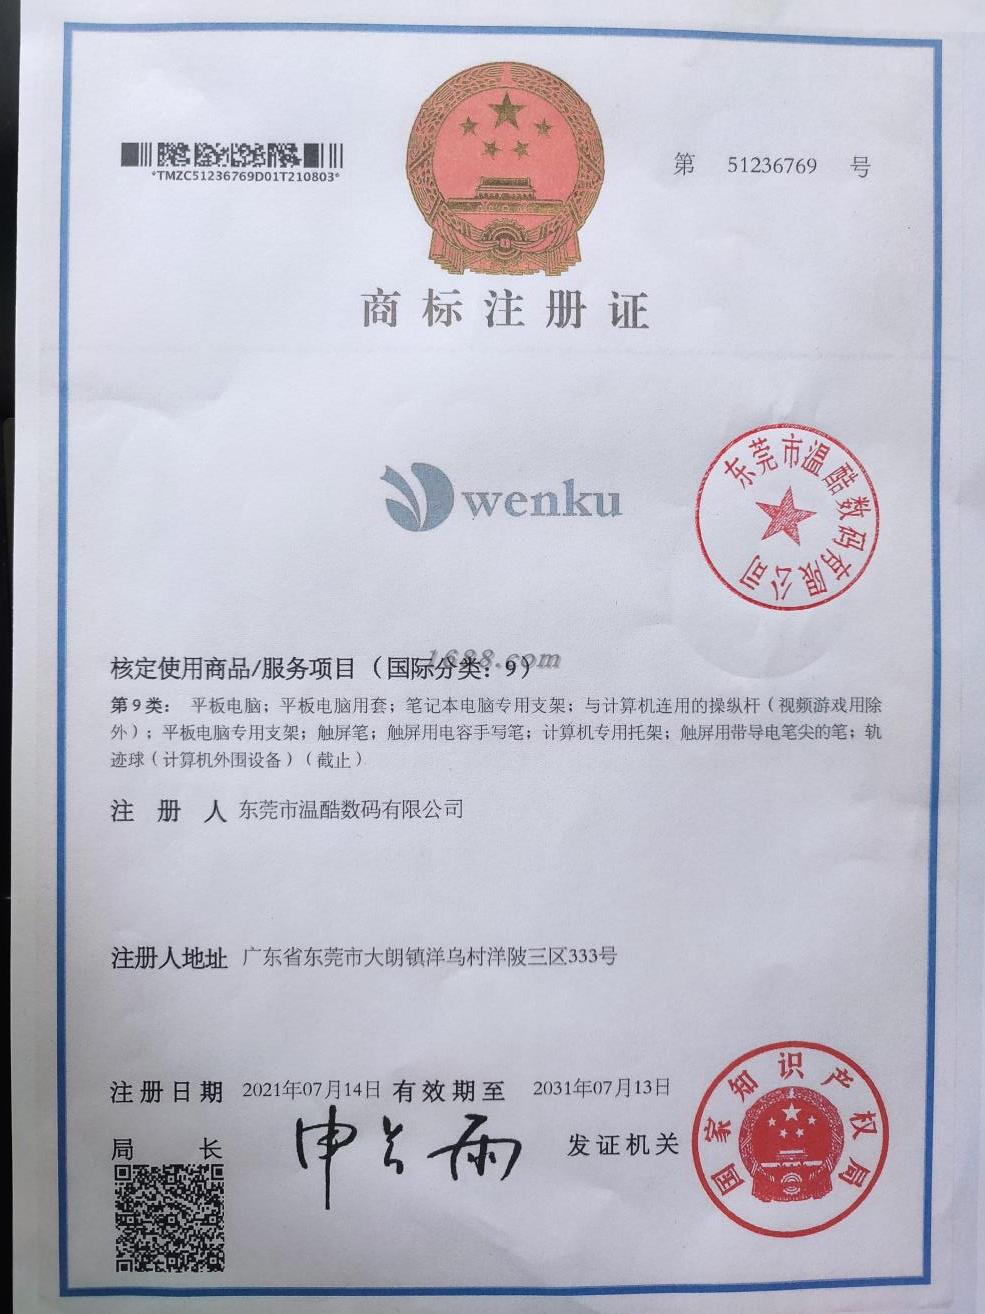 *TMZC51236769D01T210803*
第 51236769 号
商标注册证
wenku
东莞市温酷数码有限公司
1688.com
核定使用商品/服务项目（国际分类：9）
第9类： 平板电脑；平板电脑用套；笔记本电脑专用支架；与计算机连用的操纵杆（视频游戏用除
外）；平板电脑专用支架；触屏笔；触屏用电容手写笔；计算机专用托架；触屏用带导电笔尖的笔；轨
迹球（计算机外围设备）（截止）
注册人 东莞市温酷数码有限公司
注册人地址 广东省东莞市大朗镇洋乌村洋陂三区333号
注册日期 2021年07月14日 有效期至 2031年07月13日
局长 申长雨 发证机关
国家知识产权局